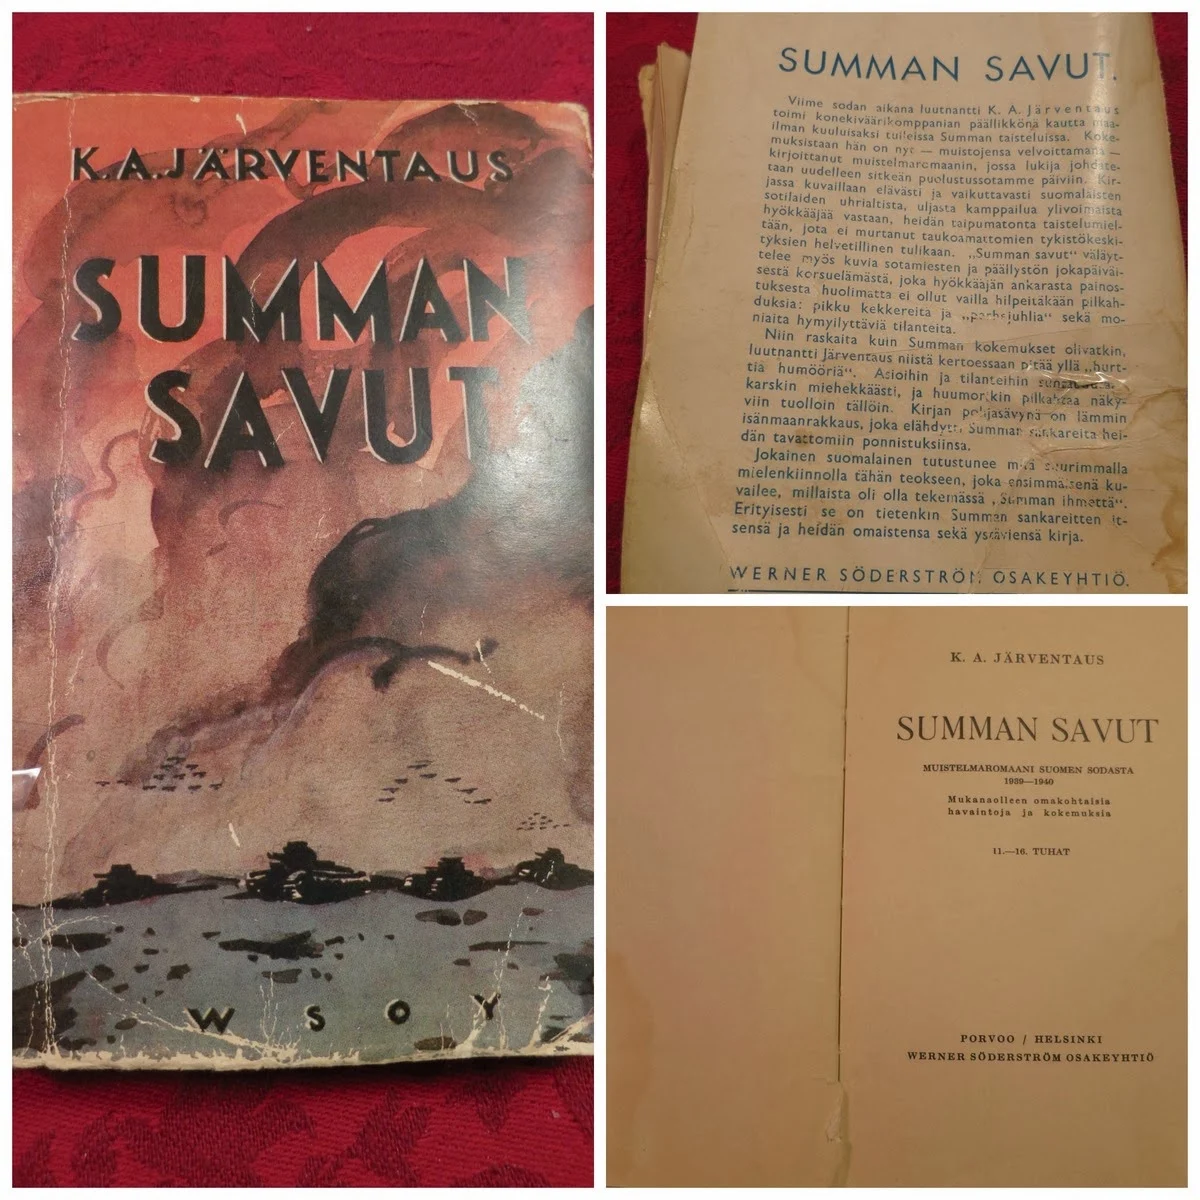 K.A.JÄRVENTAUS
SUMMAN
SAVUT
WSOY
SUMMAN SAVUT.
Viime sodan aikana luutnantti K. A. Järventaus
toimi konekiväärikomppanian päällikkönä kautta maa-
ilman kuuluisaksi tulleissa Summan taisteluissa. Koke-
muksistaan hän on nyt — muistojensa velvoittamana —
kirjoittanut muistelmaromaanin, jossa lukija johdate-
taan uudelleen sitkeän puolustussotamme päiviin. Kir-
jassa kuvaillaan elävästi ja vaikuttavasti suomalaisten
sotilaiden uhrialtista, uljasta kamppailua ylivoimaista
hyökkääjää vastaan, heidän taipumatonta taistelumiel-
tään, jota ei murtanut taukoamattomien tykistökeski-
tyksien helvetillinen tulikaan. „Summan savut“ väläyt-
telee myös kuvia sotamiesten ja päällystön jokapäiväi-
sestä korsuelämästä, joka hyökkääjän ankarasta painos-
tuksesta huolimatta ei ollut vailla hilpeitäkään pilkah-
duksia: pikku kekkereitä ja sekä mo-
niaita hymyilyttäviä tilanteita.
Niin raskaita kuin Summan kokemukset olivatkin,
luutnantti Järventaus niistä kertoessaan pitää yllä „hurt-
tia humööriä“. Asioihin ja tilanteihin
karskin miehekkäästi, ja huumorikin pilkahtaa näky-
viin tuolloin tällöin. Kirjan pohjasävynä on lämmin
isänmaanrakkaus, joka elähdytti Summan sankareita hei-
dän tavattomiin ponnistuksiinsa.
Jokainen suomalainen tutustunee mitä suurimmalla
mielenkiinnolla tähän teokseen, joka ensimmäisenä ku-
vailee, millaista oli olla tekemässä „Summan ihmettä“.
Erityisesti se on tietenkin Summan sankareitten it-
sensä ja heidän omaistensa sekä ystäviensä kirja.
WERNER SÖDERSTRÖM OSAKEYHTIÖ.
K. A. JÄRVENTAUS
SUMMAN SAVUT
MUISTELMAROMAANI SUOMEN SODASTA
1939—1940
Mukanaolleen omakohtaisia
havaintoja ja kokemuksia
11.—16. TUHAT
PORVOO / HELSINKI
WERNER SÖDERSTRÖM OSAKEYHTIÖ